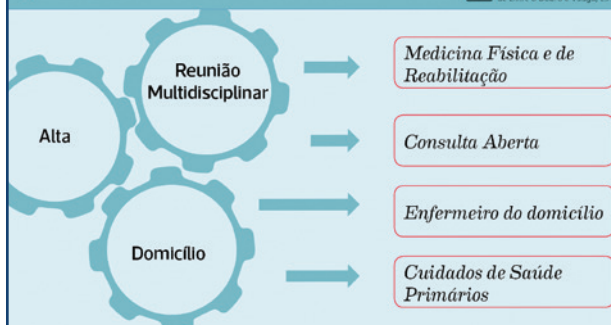 Reunião
Multidisciplinar
Alta
Domicílio
Medicina Física e de
Reabilitação
Consulta Aberta
Enfermeiro do domicílio
Cuidados de Saúde
Primários